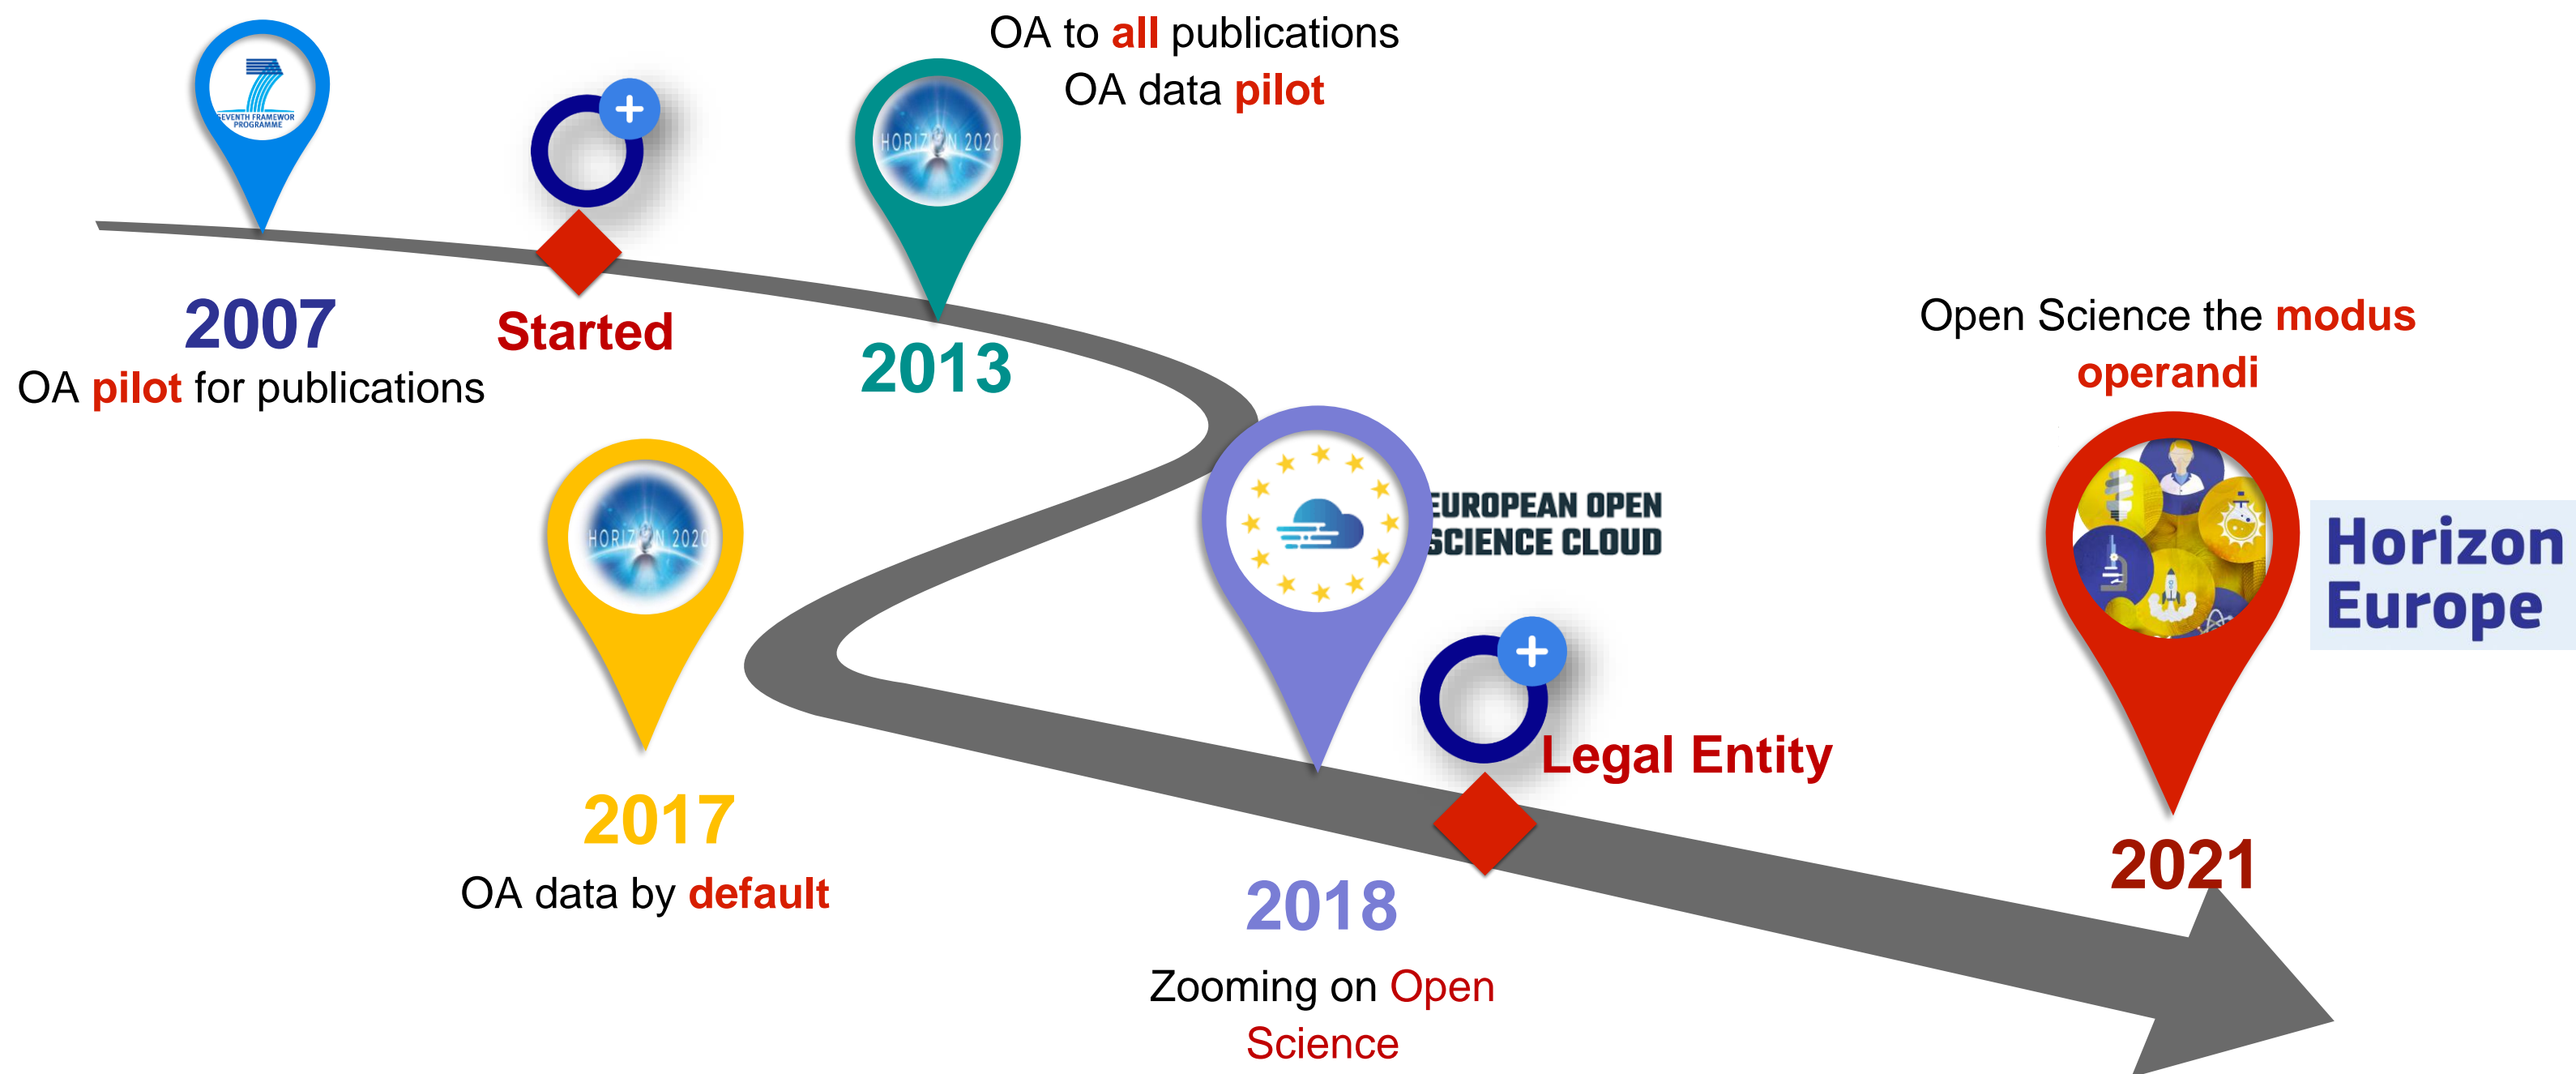 SEVENTH FRAMEWOR
PROGRAMME
2007
OA pilot for publications
Started
OA to all publications
OA data pilot
HORIZON 2020
2013
HORIZON 2020
2017
OA data by default
EUROPEAN OPEN
SCIENCE CLOUD
2018
Zooming on Open
Science
Legal Entity
Open Science the modus
operandi
Horizon
Europe
2021